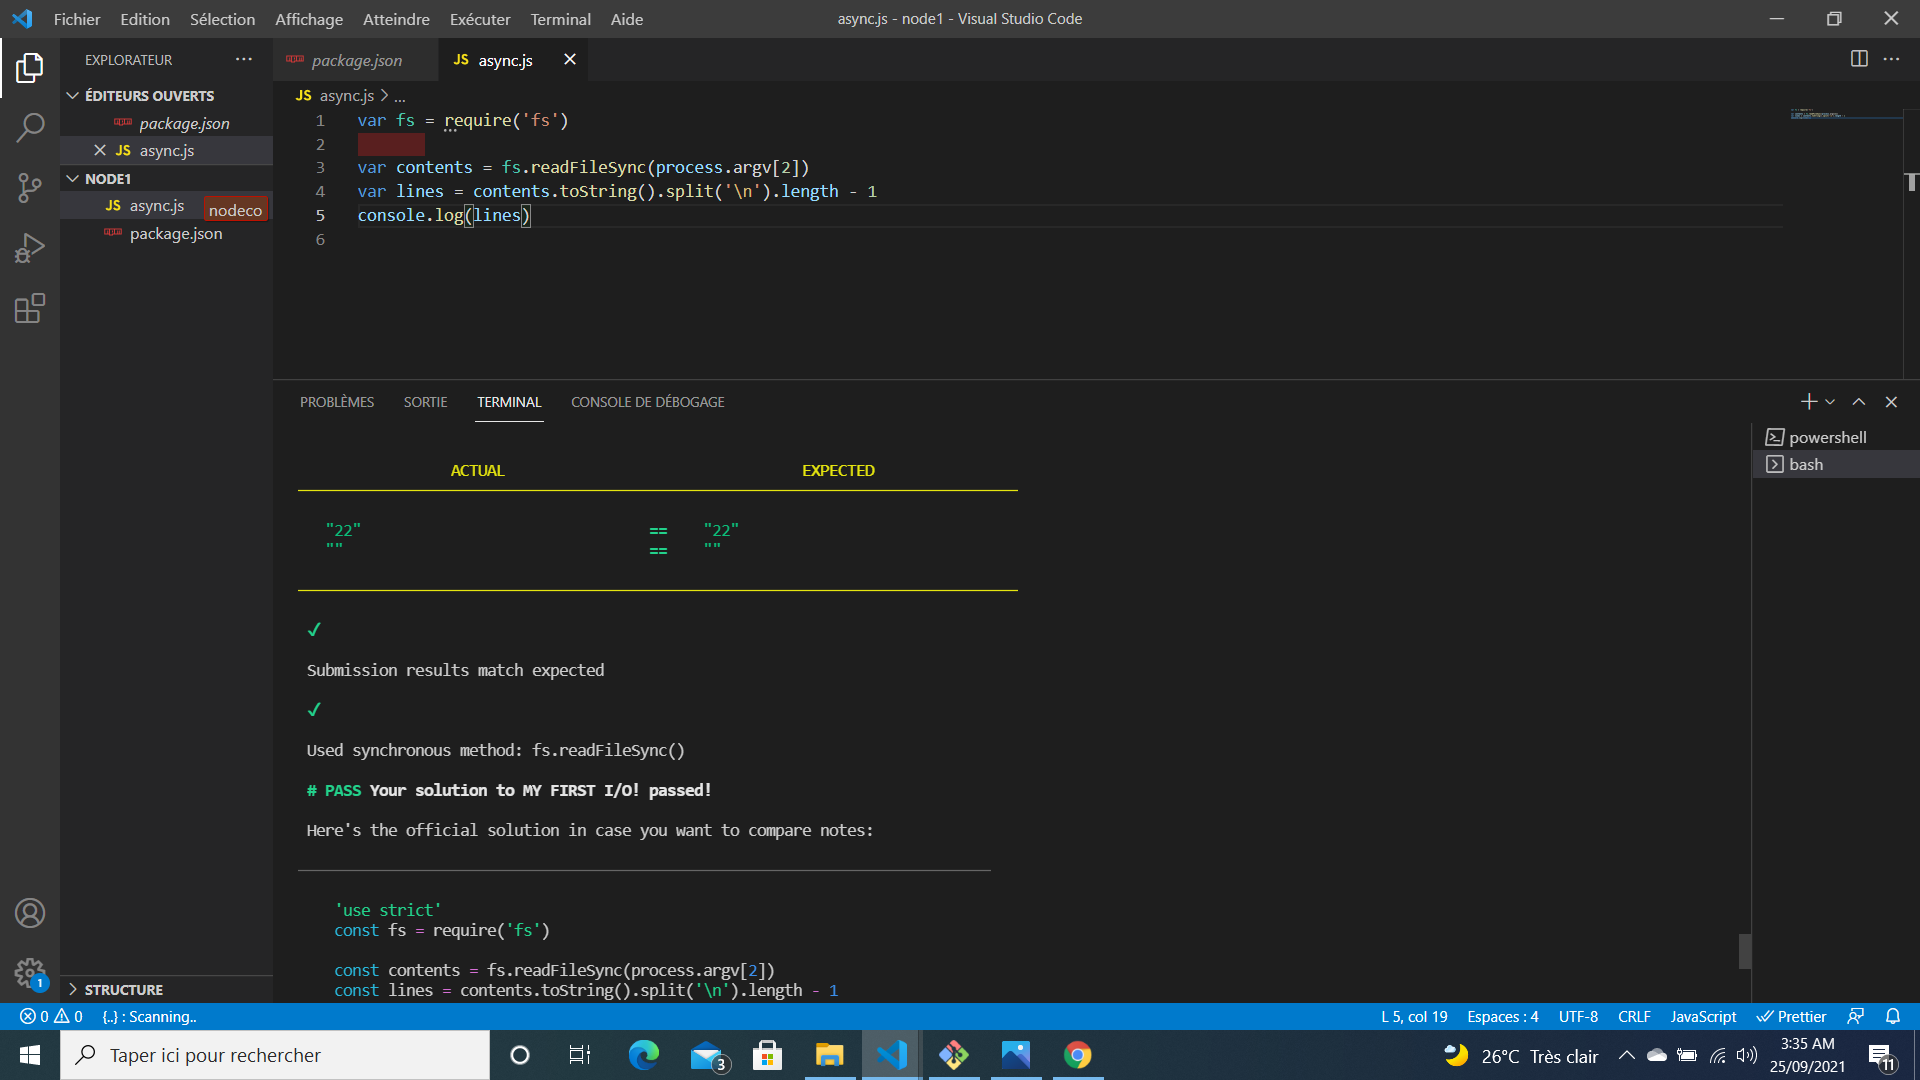 Fichier Edition Sélection Affichage Atteindre Exécuter Terminal Aide
async.js - node1 - Visual Studio Code
EXPLORATEUR
package.json
JS async.js
ÉDITEURS OUVERTS
package.json
JS async.js
NODE1
JS async.js
nodeco
package.json
STRUCTURE
JS async.js > ...
1 var fs = require('fs')
2
3 var contents = fs.readFileSync(process.argv[2])
4 var lines = contents.toString().split('\n').length - 1
5 console.log(lines)
6
PROBLÈMES SORTIE TERMINAL CONSOLE DE DÉBOGAGE
powershell
bash
ACTUAL EXPECTED
"22" == "22"
"" == ""
✓
Submission results match expected
✓
Used synchronous method: fs.readFileSync()
# PASS Your solution to MY FIRST I/O! passed!
Here's the official solution in case you want to compare notes:
'use strict'
const fs = require('fs')
const contents = fs.readFileSync(process.argv[2])
const lines = contents.toString().split('\n').length - 1
1
0 0 {..} : Scanning..
L 5, col 19 Espaces : 4 UTF-8 CRLF JavaScript Prettier
Taper ici pour rechercher
3
26°C Très clair
3:35 AM
25/09/2021
11